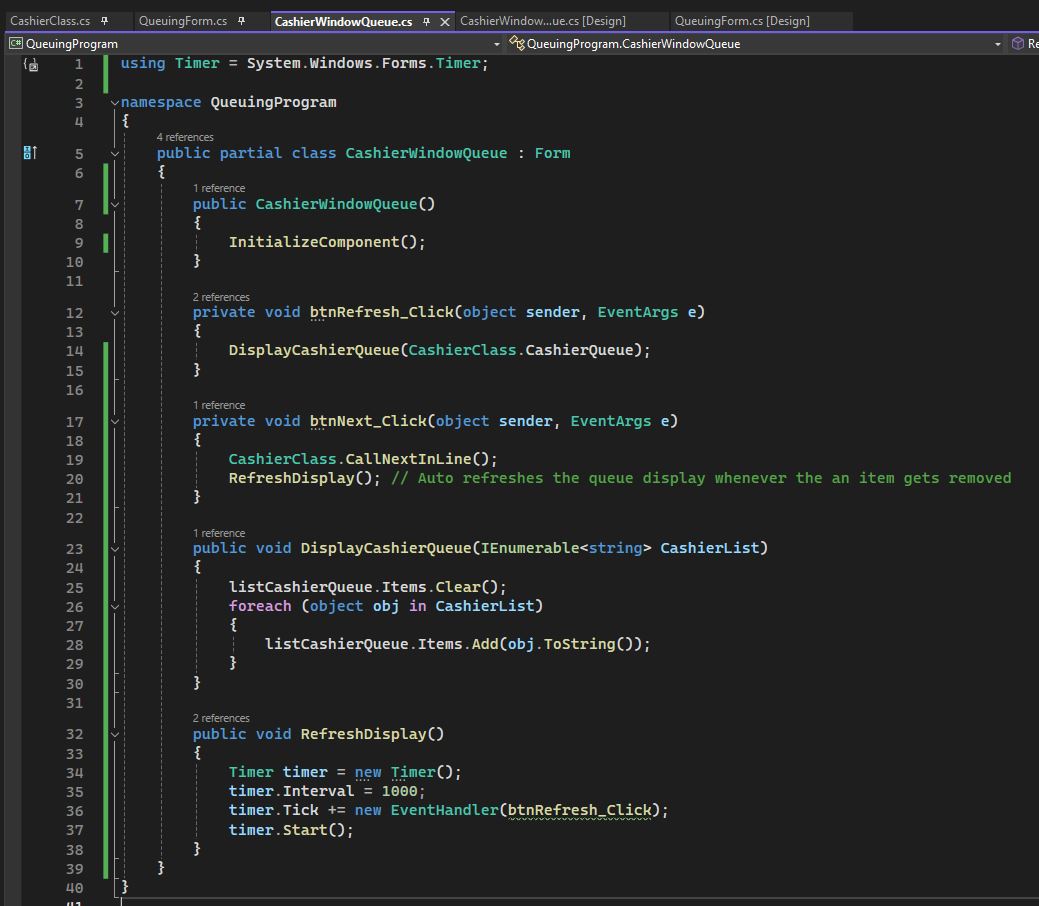 CashierClass.cs QueuingForm.cs CashierWindowQueue.cs CashierWindow...ue.cs [Design] QueuingForm.cs [Design]
C# QueuingProgram QueuingProgram.CashierWindowQueue Re
1 using Timer = System.Windows.Forms.Timer;
2
3 namespace QueuingProgram
4 {
4 references
5 public partial class CashierWindowQueue : Form
6 {
1 reference
7 public CashierWindowQueue()
8 {
9 InitializeComponent();
10 }
11
2 references
12 private void btnRefresh_Click(object sender, EventArgs e)
13 {
14 DisplayCashierQueue(CashierClass.CashierQueue);
15 }
16
1 reference
17 private void btnNext_Click(object sender, EventArgs e)
18 {
19 CashierClass.CallNextInLine();
20 RefreshDisplay(); // Auto refreshes the queue display whenever the an item gets removed
21 }
22
1 reference
23 public void DisplayCashierQueue(IEnumerable<string> CashierList)
24 {
25 listCashierQueue.Items.Clear();
26 foreach (object obj in CashierList)
27 {
28 listCashierQueue.Items.Add(obj.ToString());
29 }
30 }
31
2 references
32 public void RefreshDisplay()
33 {
34 Timer timer = new Timer();
35 timer.Interval = 1000;
36 timer.Tick += new EventHandler(btnRefresh_Click);
37 timer.Start();
38 }
39 }
40 }
41